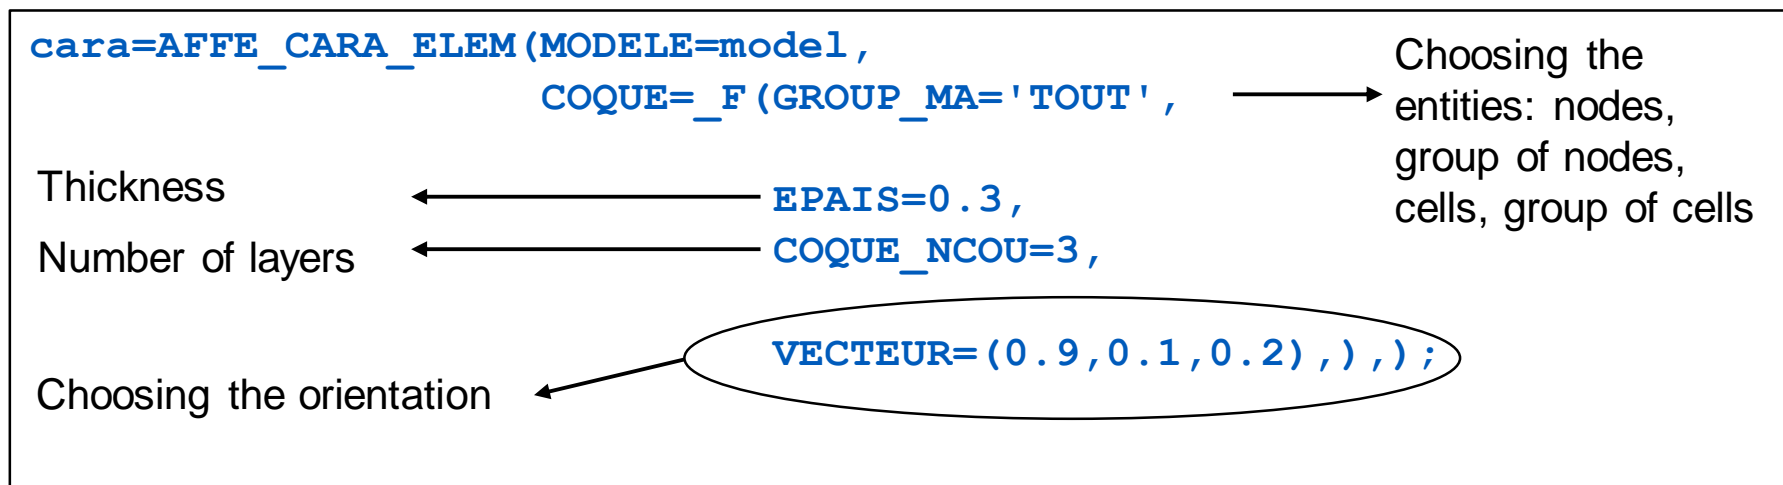 cara=AFFE_CARA_ELEM(MODELE=model,
COQUE=_F(GROUP_MA='TOUT',
Choosing the
entities: nodes,
group of nodes,
cells, group of cells
Thickness
EPAIS=0.3,
Number of layers
COQUE_NCOU=3,
VECTEUR=(0.9,0.1,0.2),),);
Choosing the orientation